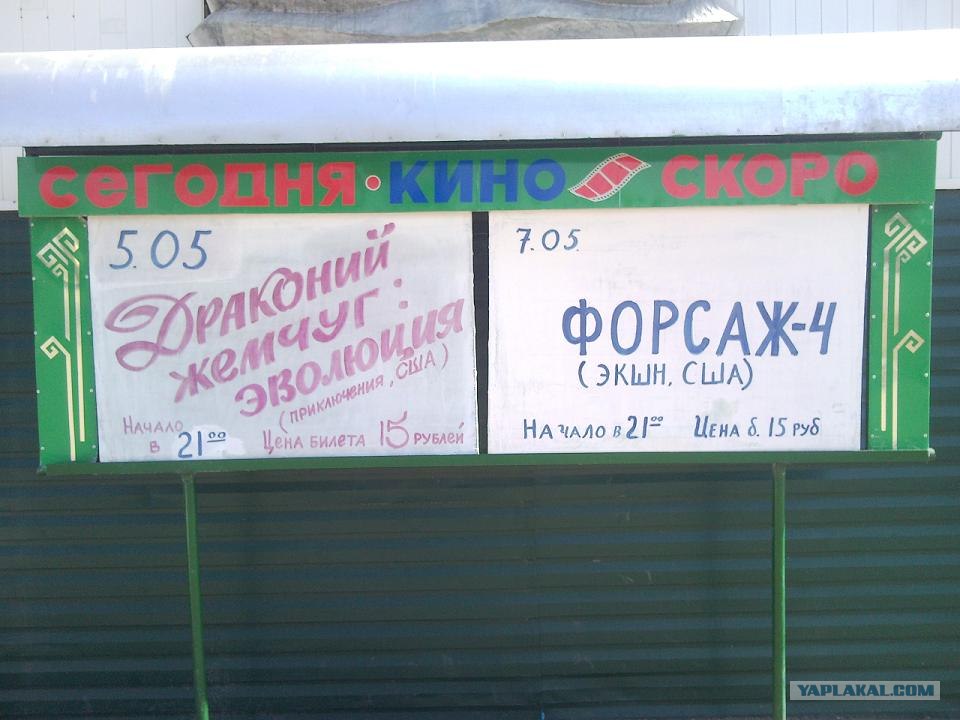 сегодня • КИНО СКОРО
5.05
Драконий
жемчуг:
эволюция
(приключения, США)
Начало
в 21⁰⁰ Цена билета 15 рублей
7.05.
ФОРСАЖ-4
(ЭКШН, США)
Начало в 21⁰⁰ Цена б. 15 руб
YAPLAKAL.COM